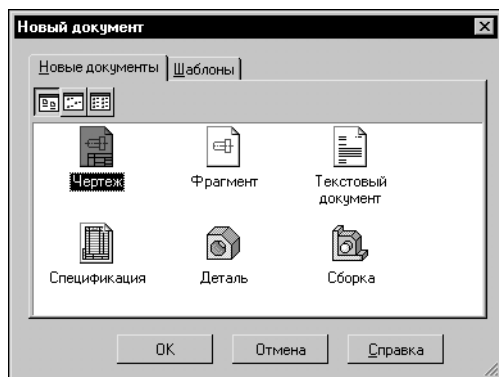 Новый документ
Новые документы Шаблоны
Чертеж Фрагмент Текстовый документ
Спецификация Деталь Сборка
OK Отмена Справка